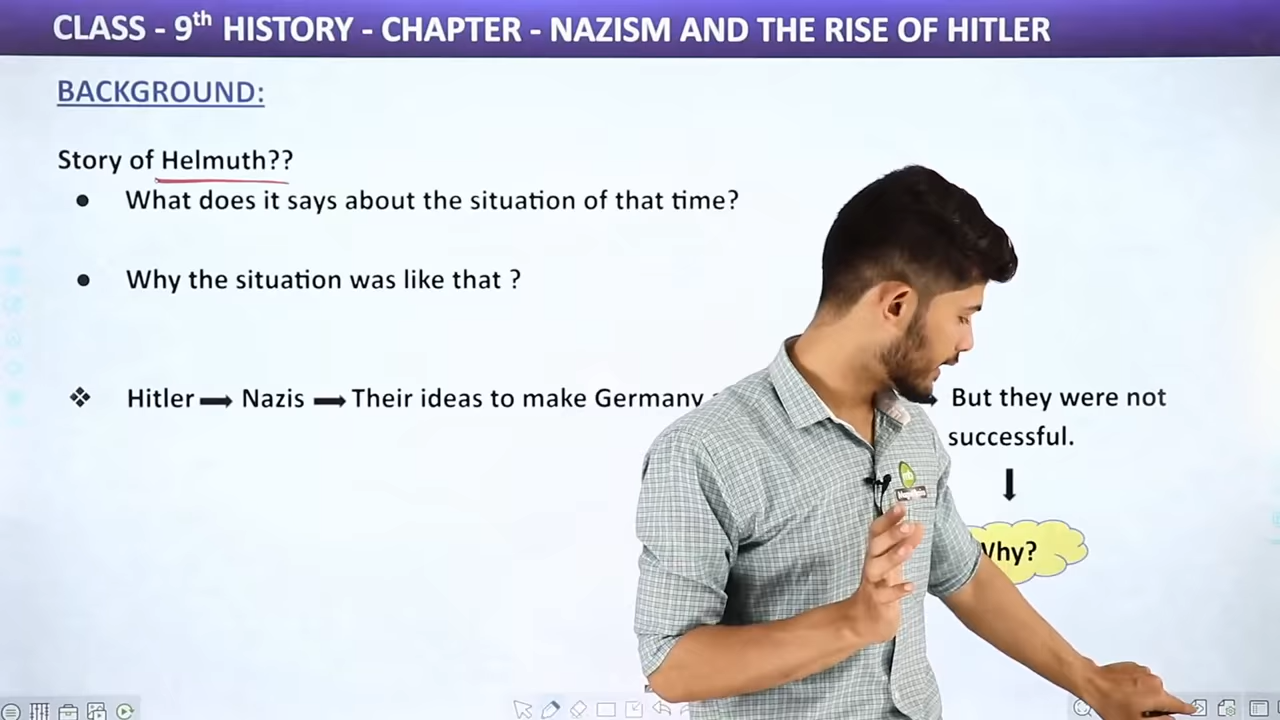 CLASS - 9th HISTORY - CHAPTER - NAZISM AND THE RISE OF HITLER
BACKGROUND:
Story of Helmuth??
● What does it says about the situation of that time?
● Why the situation was like that ?
❖ Hitler ➡ Nazis ➡ Their ideas to make Germany
But they were not
successful.
Why?